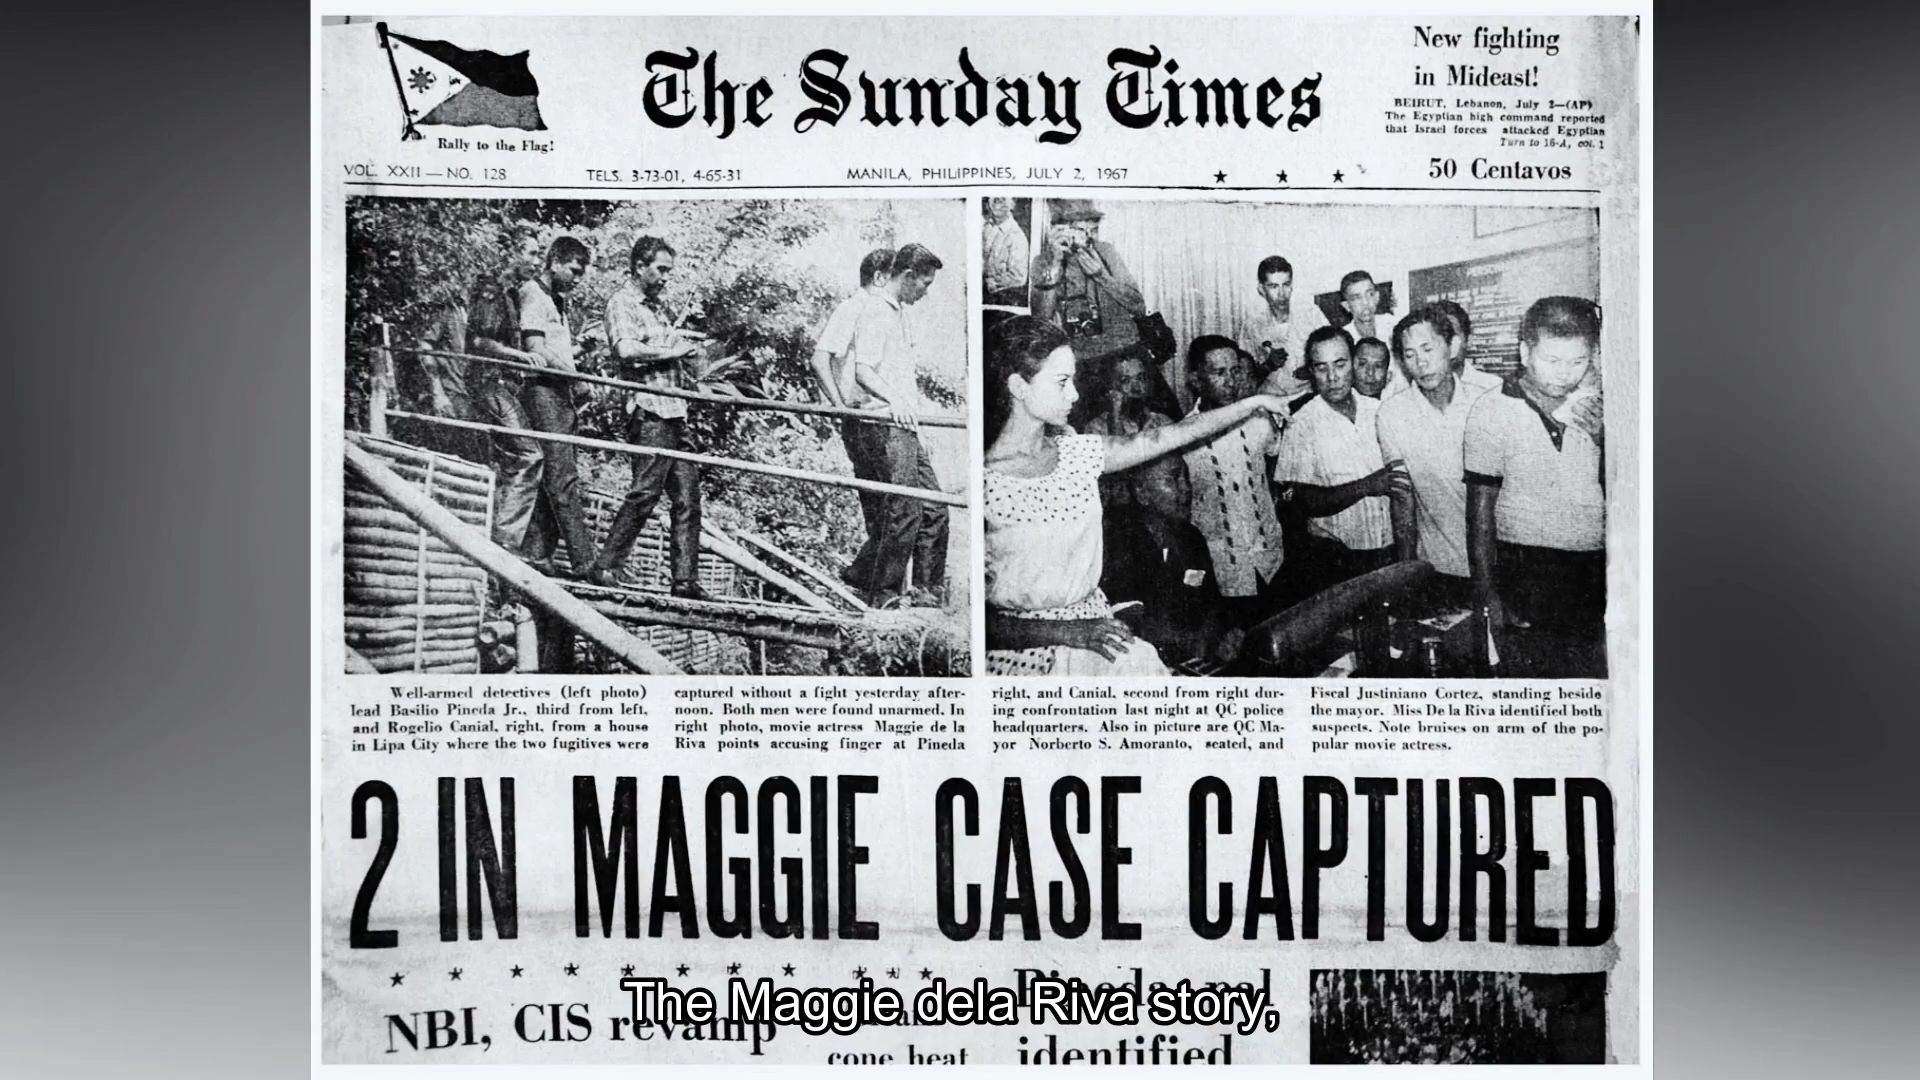 Rally to the Flag!
The Sunday Times
New fighting
in Mideast!
BEIRUT, Lebanon, July 2—(AP)
The Egyptian high command reported
that Israel forces attacked Egyptian
Turn to 16-A, col. 1
VOL. XXII — NO. 128
TELS. 3-73-01, 4-65-31
MANILA, PHILIPPINES, JULY 2, 1967
50 Centavos
Well-armed detectives (left photo)
lead Basilio Pineda Jr., third from left,
and Rogelio Canial, right, from a house
in Lipa City where the two fugitives were
captured without a fight yesterday after-
noon. Both men were found unarmed. In
right photo, movie actress Maggie de la
Riva points accusing finger at Pineda
right, and Canial, second from right dur-
ing confrontation last night at QC police
headquarters. Also in picture are QC Ma-
yor Norberto S. Amoranto, seated, and
Fiscal Justiniano Cortez, standing beside
the mayor. Miss De la Riva identified both
suspects. Note bruises on arm of the po-
pular movie actress.
2 IN MAGGIE CASE CAPTURED
NBI, CIS revamp
cone heat
identified
The Maggie dela Riva story,